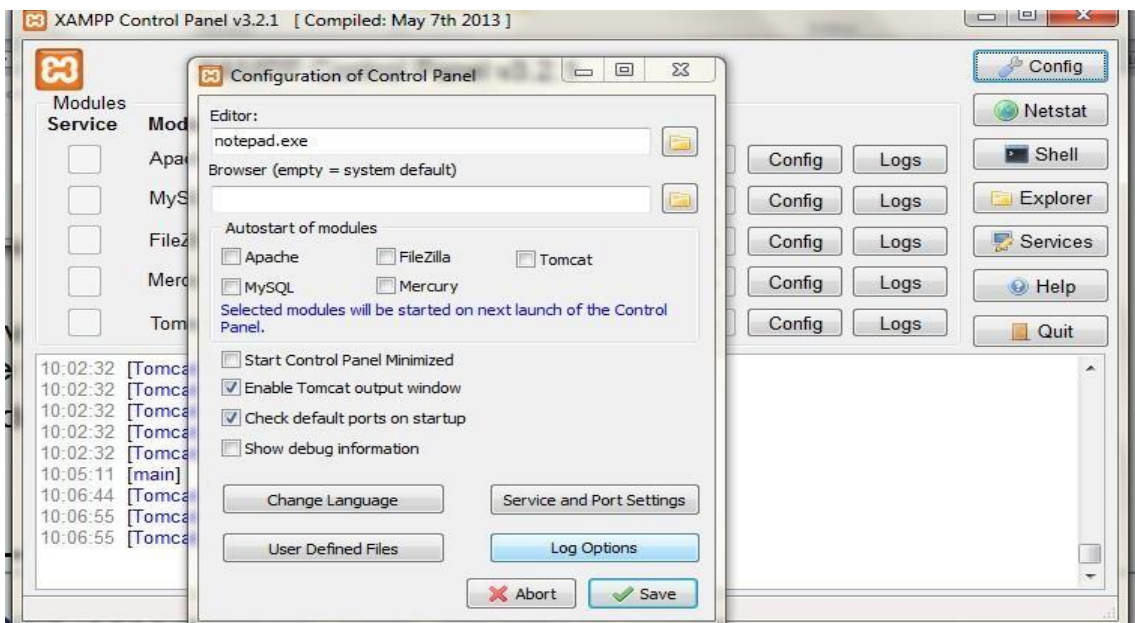 XAMPP Control Panel v3.2.1 [ Compiled: May 7th 2013 ]
Configuration of Control Panel
Config
Modules
Service
Netstat
Editor:
notepad.exe
Config Logs
Shell
Browser (empty = system default)
Config Logs
Explorer
Autostart of modules
Apache FileZilla Tomcat
Config Logs
Services
MySQL Mercury
Config Logs
Help
Selected modules will be started on next launch of the Control
Panel.
Config Logs
Quit
Start Control Panel Minimized
Enable Tomcat output window
Check default ports on startup
Show debug information
10:02:32
10:02:32
10:02:32
10:02:32
10:02:32
10:05:11 [main]
10:06:44
10:06:55
10:06:55
Change Language Service and Port Settings
User Defined Files Log Options
Abort Save